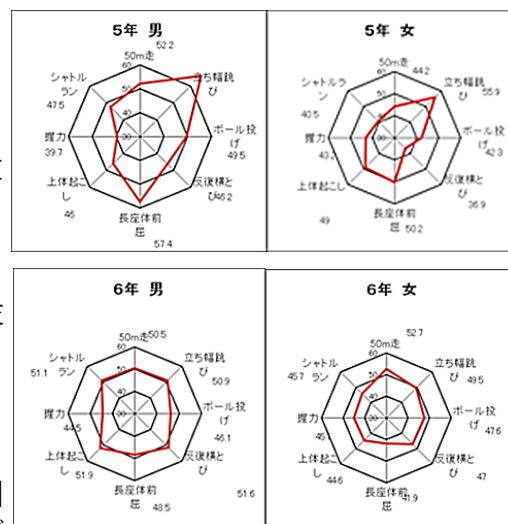 5年 男
52.2
50m走
60
50
40
30
立ち幅跳
び
ボール投
げ
49.5
反復横と
び
46.2
長座体前
屈
57.4
上体起こ
し
46
握力
39.7
シャトル
ラン
47.5
5年 女
44.2
50m走
60
50
40
30
立ち幅跳
び
55.9
ボール投
げ
42.3
反復横と
び
36.9
長座体前
屈
50.2
上体起こし
49
握力
シャトルラ
ン
40.5
6年 男
50.5
50m走
60
50
40
30
立ち幅跳
び
50.9
ボール投
げ
46.1
反復横と
び
51.6
長座体前
屈
48.5
上体起こ
し
51.9
握力
44.5
シャトル
ラン
51.1
6年 女
52.7
50m走
60
50
40
30
立ち幅跳
び
49.5
ボール投
げ
47.6
反復横と
び
47
長座体前
屈
41.9
上体起こ
し
44.6
握力
シャトル
ラン
45.7